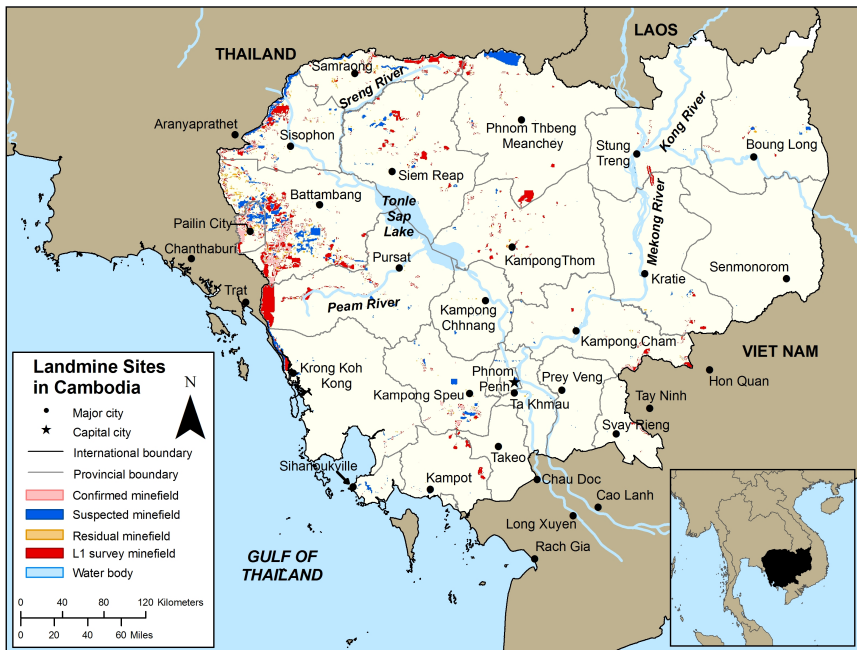 LAOS
THAILAND
Samraong
Sreng River
Kong River
Aranyaprathet
Sisophon
Phnom Thbeng
Meanchey
Stung
Treng
Boung Long
Siem Reap
Battambang
Tonle
Sap
Lake
Mekong River
Pailin City
Chanthaburi
Pursat
KampongThom
Senmonorom
Kratie
Trat
Peam River
Kampong
Chhnang
Kampong Cham
VIET NAM
Krong Koh
Kong
Phnom
Penh
Prey Veng
Hon Quan
Kampong Speu
Ta Khmau
Tay Ninh
Svay Rieng
Takeo
Sihanoukville
Kampot
Chau Doc
Cao Lanh
Long Xuyen
Rach Gia
GULF OF
THAILAND
Landmine Sites
in Cambodia
N
Major city
Capital city
International boundary
Provincial boundary
Confirmed minefield
Suspected minefield
Residual minefield
L1 survey minefield
Water body
0 40 80 120 Kilometers
0 20 40 60 Miles